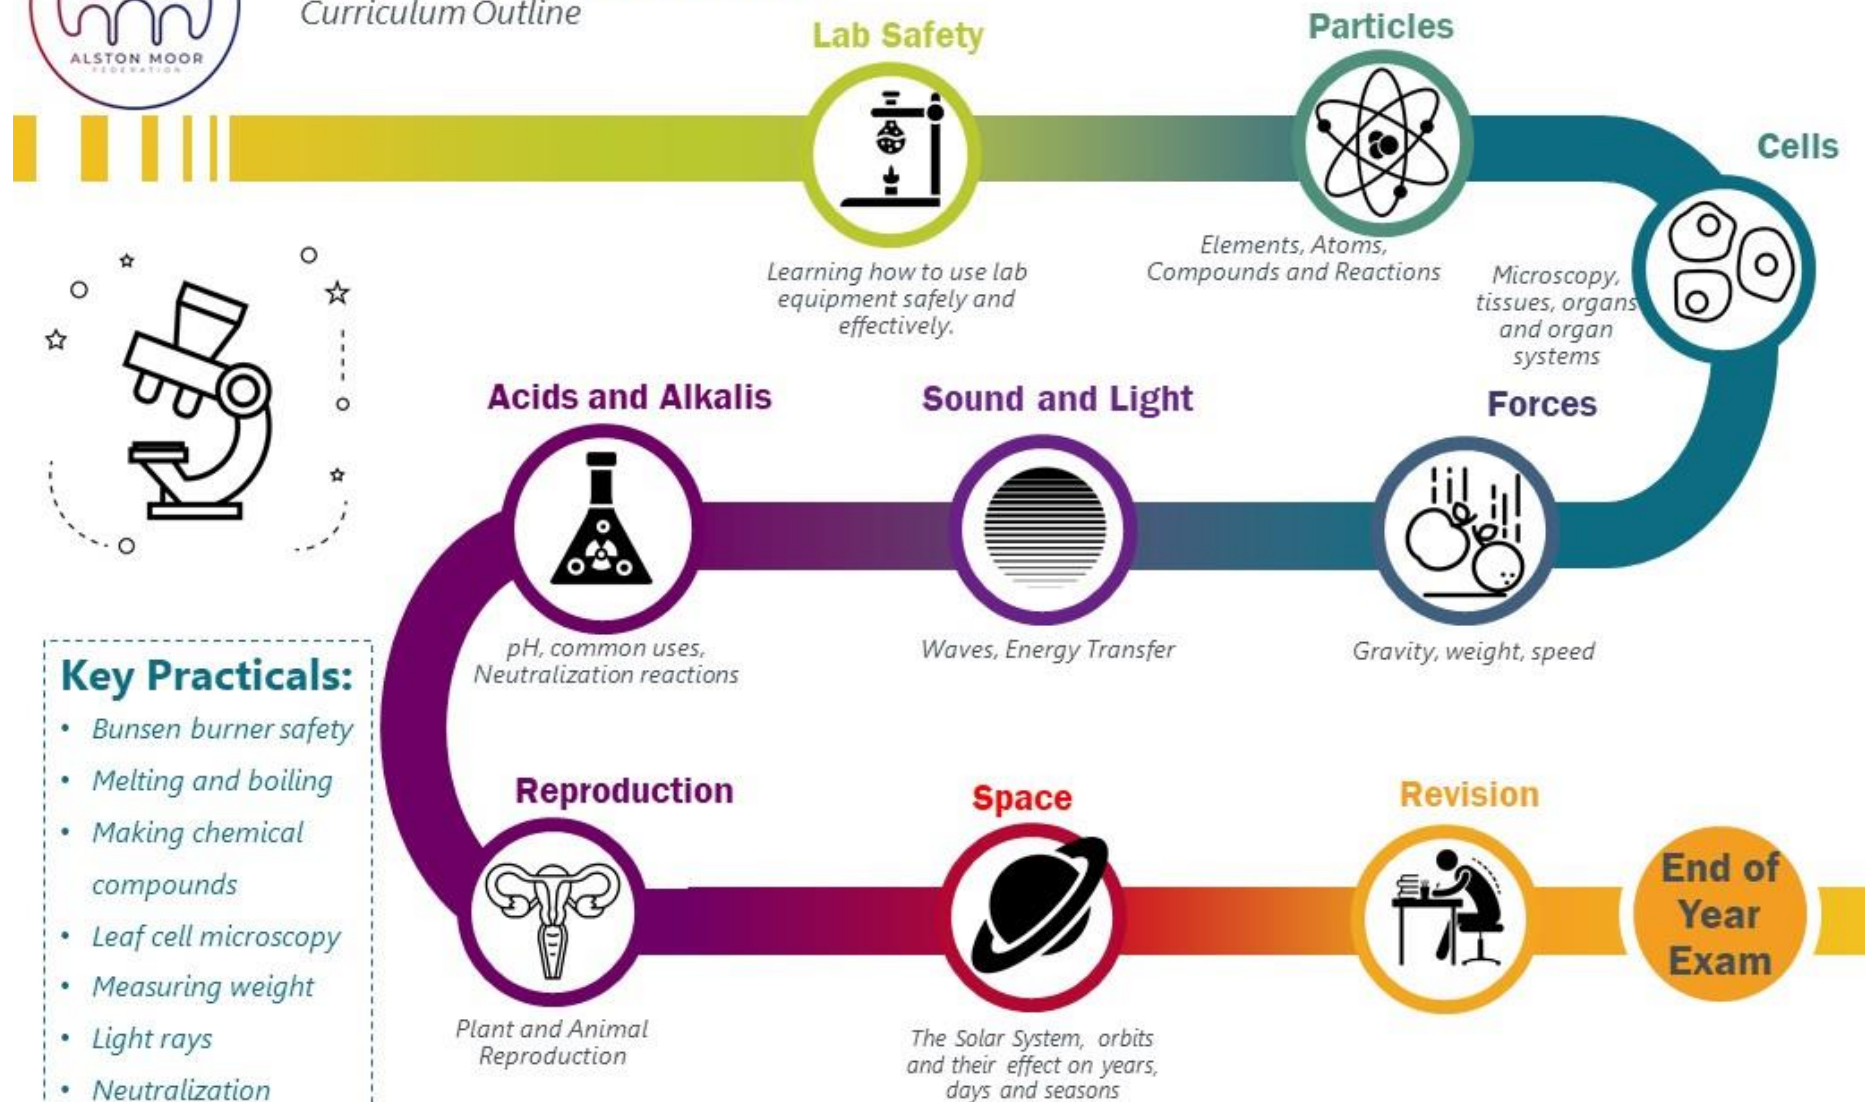 Curriculum Outline
ALSTON MOOR
FEDERATION
Lab Safety
Learning how to use lab
equipment safely and
effectively.
Particles
Elements, Atoms,
Compounds and Reactions
Cells
Microscopy,
tissues, organs
and organ
systems
Forces
Gravity, weight, speed
Sound and Light
Waves, Energy Transfer
Acids and Alkalis
pH, common uses,
Neutralization reactions
Reproduction
Plant and Animal
Reproduction
Space
The Solar System, orbits
and their effect on years,
days and seasons
Revision
End of
Year
Exam
Key Practicals:
• Bunsen burner safety
• Melting and boiling
• Making chemical
compounds
• Leaf cell microscopy
• Measuring weight
• Light rays
• Neutralization